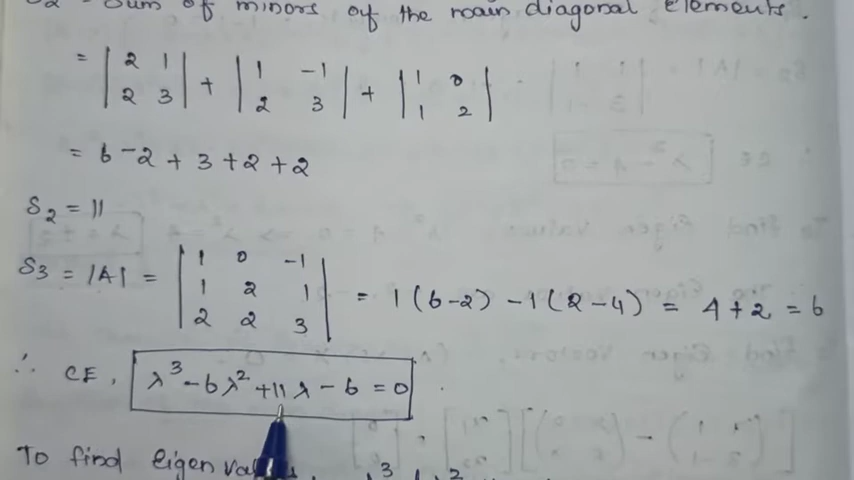 Sum of minors of the main diagonal elements.
= | 2 1 | + | 1 -1 | + | 1 0 |
| 2 3 | | 2 3 | | 1 2 |
= 6 - 2 + 3 + 2 + 2
S2 = 11
S3 = |A| = | 1 0 -1 | = 1(6-2) -1(2-4) = 4+2 = 6
| 1 2 1 |
| 2 2 3 |
∴ CE, λ³ - 6λ² + 11λ - 6 = 0
To find eigen